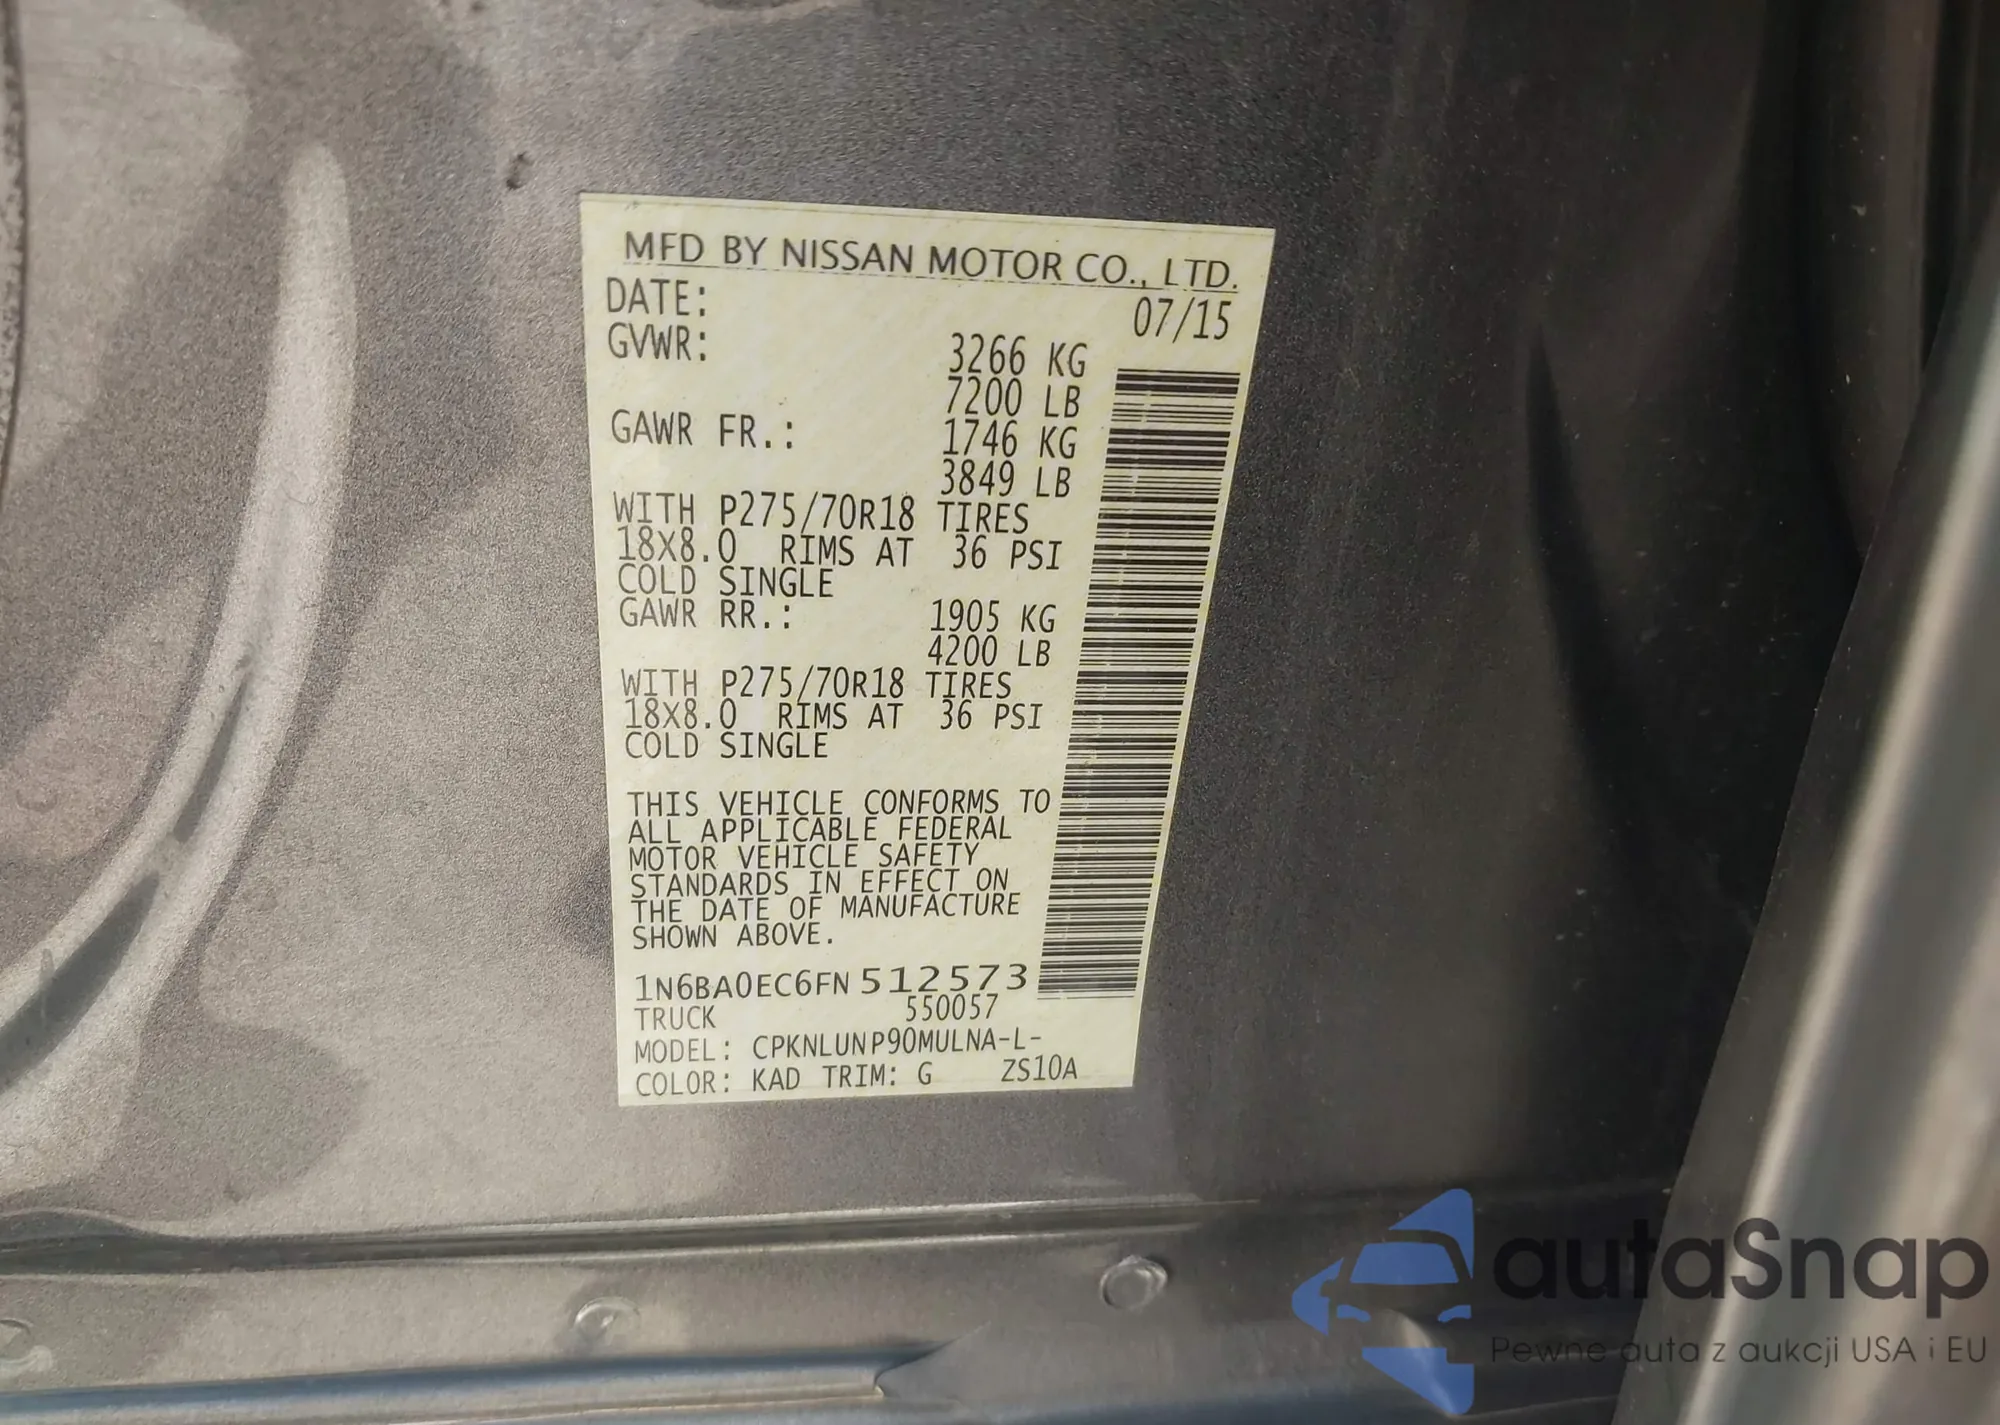 MFD BY NISSAN MOTOR CO., LTD.
DATE: 07/15
GVWR: 3266 KG
7200 LB
GAWR FR.: 1746 KG
3849 LB
WITH P275/70R18 TIRES
18X8.0 RIMS AT 36 PSI
COLD SINGLE
GAWR RR.: 1905 KG
4200 LB
WITH P275/70R18 TIRES
18X8.0 RIMS AT 36 PSI
COLD SINGLE
THIS VEHICLE CONFORMS TO
ALL APPLICABLE FEDERAL
MOTOR VEHICLE SAFETY
STANDARDS IN EFFECT ON
THE DATE OF MANUFACTURE
SHOWN ABOVE.
1N6BA0EC6FN 512573
TRUCK 550057
MODEL: CPKNLUNP90MULNA-L-
COLOR: KAD TRIM: G ZS10A
autaSnap
Pewne auta z aukcji USA i EU